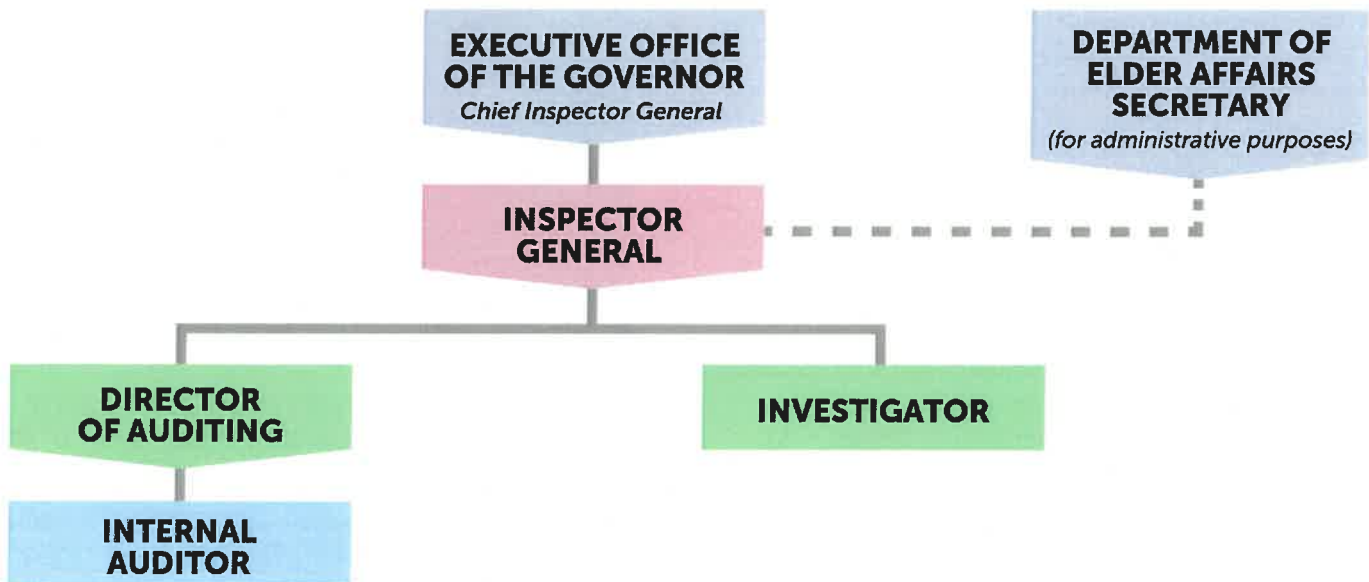 EXECUTIVE OFFICE
OF THE GOVERNOR
Chief Inspector General
DEPARTMENT OF
ELDER AFFAIRS
SECRETARY
(for administrative purposes)
INSPECTOR
GENERAL
DIRECTOR
OF AUDITING
INVESTIGATOR
INTERNAL
AUDITOR